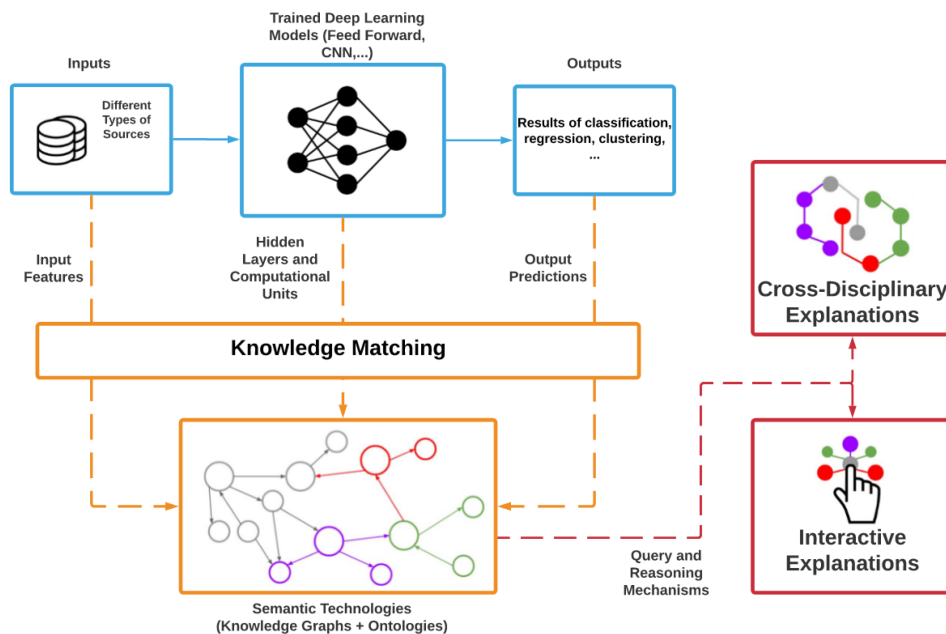 Trained Deep Learning
Models (Feed Forward,
CNN,...)
Inputs
Outputs
Different
Types of
Sources
Results of classification,
regression, clustering,
...
Input
Features
Hidden
Layers and
Computational
Units
Output
Predictions
Knowledge Matching
Cross-Disciplinary
Explanations
Interactive
Explanations
Query and
Reasoning
Mechanisms
Semantic Technologies
(Knowledge Graphs + Ontologies)